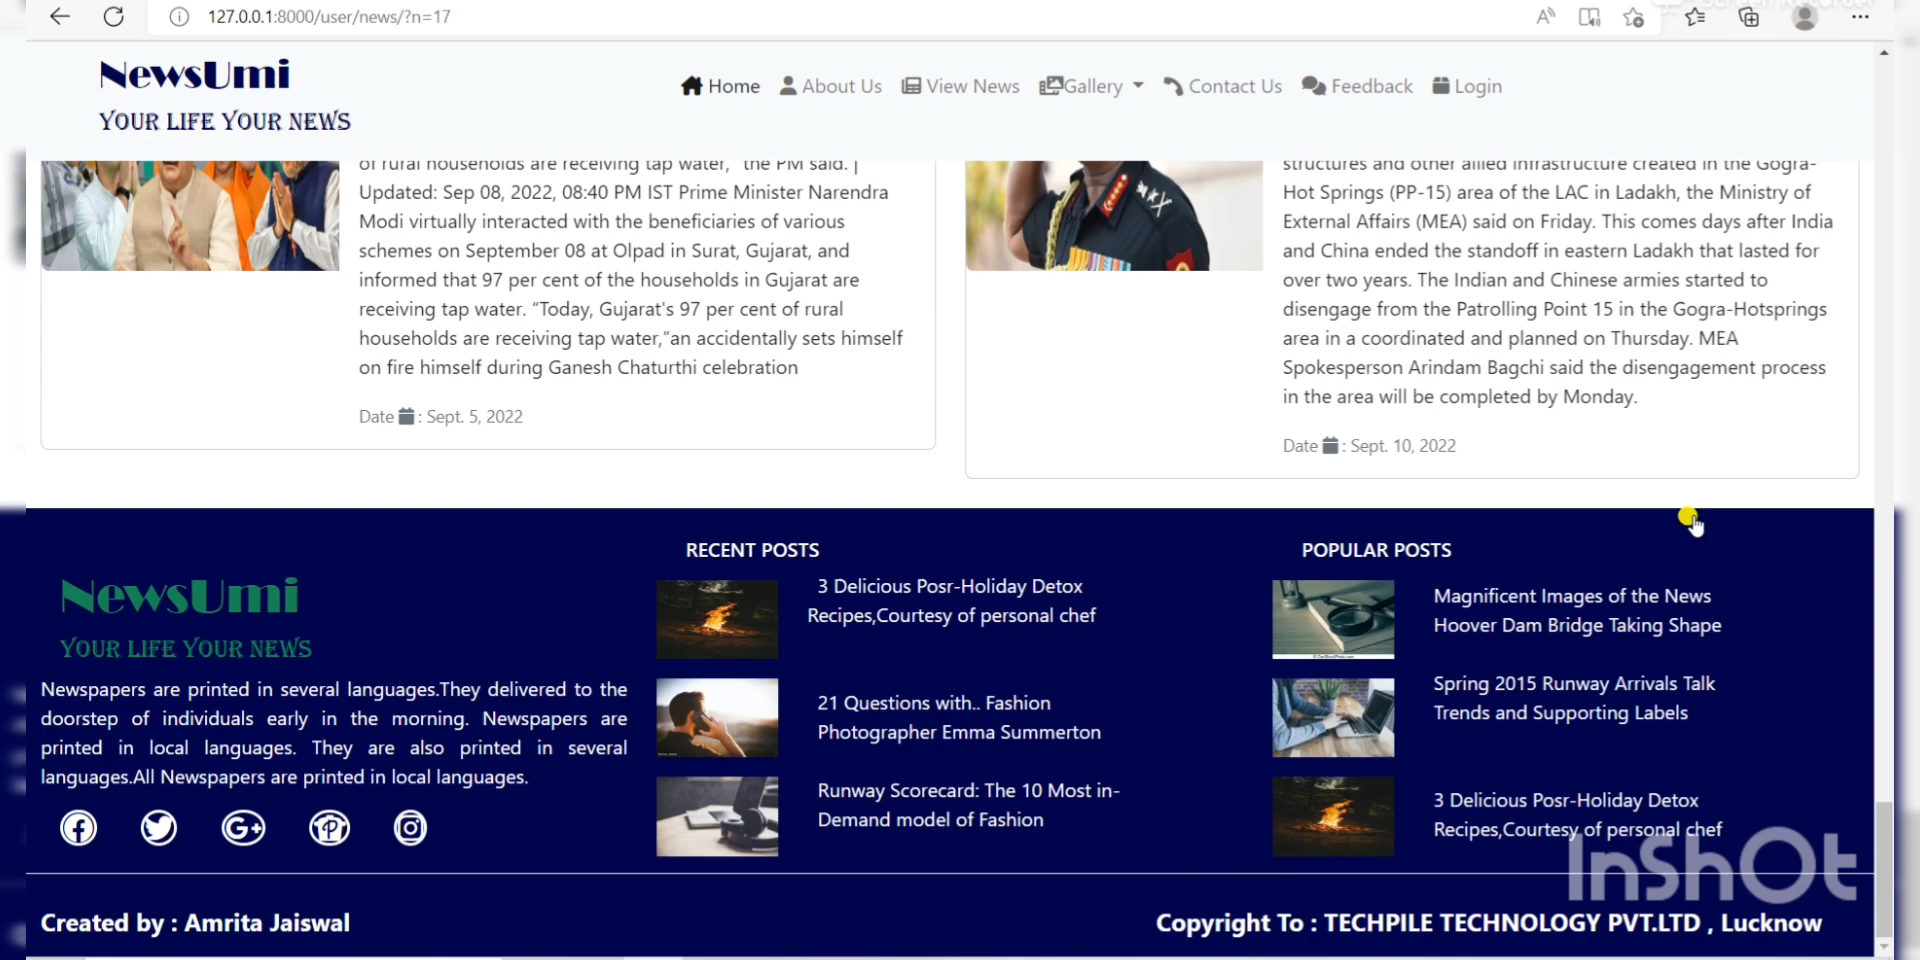 127.0.0.1:8000/user/news/?n=17
NewsUmi
YOUR LIFE YOUR NEWS
Home About Us View News Gallery Contact Us Feedback Login
of rural households are receiving tap water," the PM said. |
Updated: Sep 08, 2022, 08:40 PM IST Prime Minister Narendra
Modi virtually interacted with the beneficiaries of various
schemes on September 08 at Olpad in Surat, Gujarat, and
informed that 97 per cent of the households in Gujarat are
receiving tap water. “Today, Gujarat's 97 per cent of rural
households are receiving tap water,”an accidentally sets himself
on fire himself during Ganesh Chaturthi celebration
Date : Sept. 5, 2022
structures and other allied infrastructure created in the Gogra-
Hot Springs (PP-15) area of the LAC in Ladakh, the Ministry of
External Affairs (MEA) said on Friday. This comes days after India
and China ended the standoff in eastern Ladakh that lasted for
over two years. The Indian and Chinese armies started to
disengage from the Patrolling Point 15 in the Gogra-Hotsprings
area in a coordinated and planned on Thursday. MEA
Spokesperson Arindam Bagchi said the disengagement process
in the area will be completed by Monday.
Date : Sept. 10, 2022
NewsUmi
YOUR LIFE YOUR NEWS
Newspapers are printed in several languages.They delivered to the
doorstep of individuals early in the morning. Newspapers are
printed in local languages. They are also printed in several
languages.All Newspapers are printed in local languages.
RECENT POSTS
3 Delicious Posr-Holiday Detox
Recipes,Courtesy of personal chef
21 Questions with.. Fashion
Photographer Emma Summerton
Runway Scorecard: The 10 Most in-
Demand model of Fashion
POPULAR POSTS
Magnificent Images of the News
Hoover Dam Bridge Taking Shape
Spring 2015 Runway Arrivals Talk
Trends and Supporting Labels
3 Delicious Posr-Holiday Detox
Recipes,Courtesy of personal chef
InShOt
Created by : Amrita Jaiswal
Copyright To : TECHPILE TECHNOLOGY PVT.LTD , Lucknow